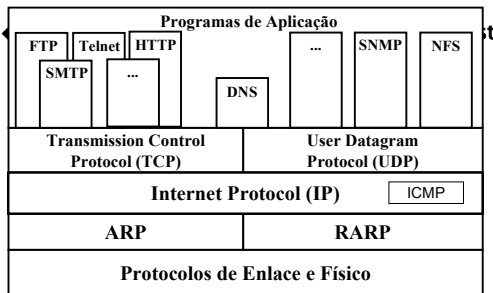 Programas de Aplicação
st
FTP Telnet HTTP ... SNMP NFS
SMTP ...
DNS
Transmission Control Protocol (TCP)
User Datagram Protocol (UDP)
Internet Protocol (IP) ICMP
ARP RARP
Protocolos de Enlace e Físico